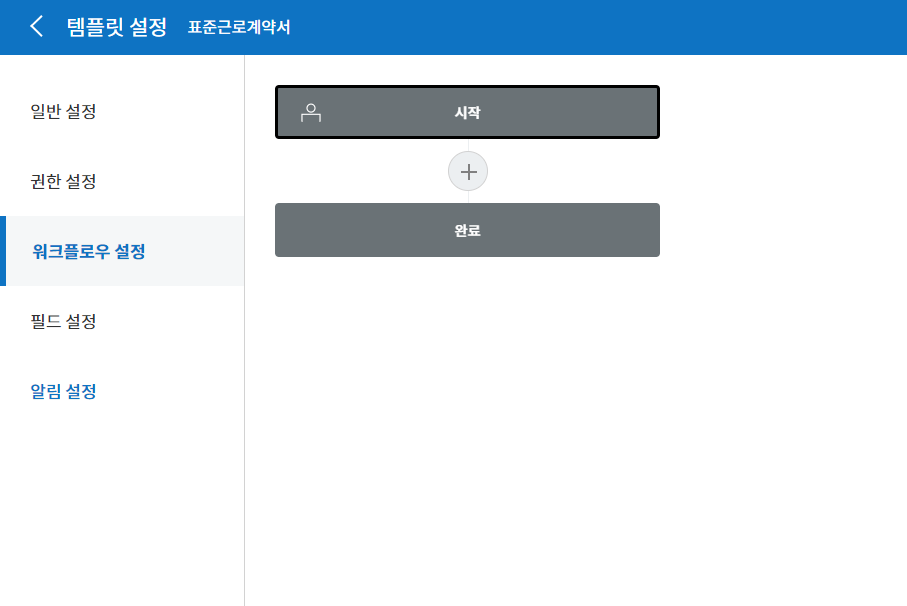 템플릿 설정 표준근로계약서
일반 설정
권한 설정
워크플로우 설정
필드 설정
알림 설정
시작
완료